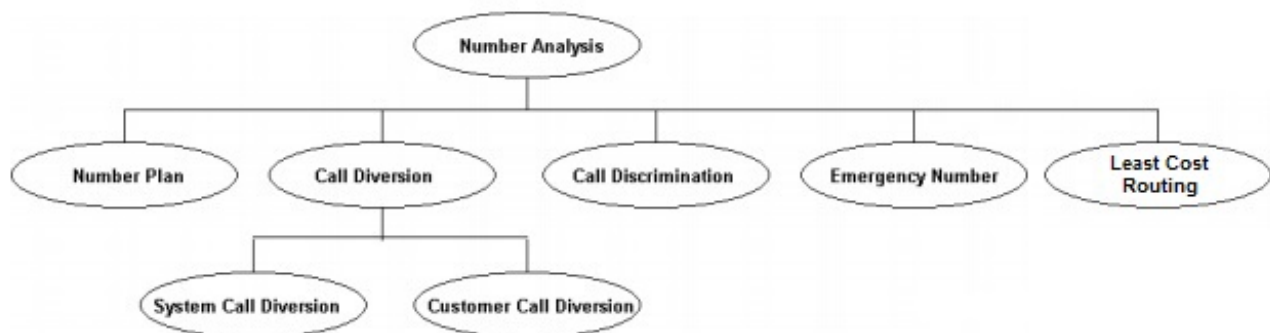 Number Analysis
Number Plan
Call Diversion
Call Discrimination
Emergency Number
Least Cost
Routing
System Call Diversion
Customer Call Diversion